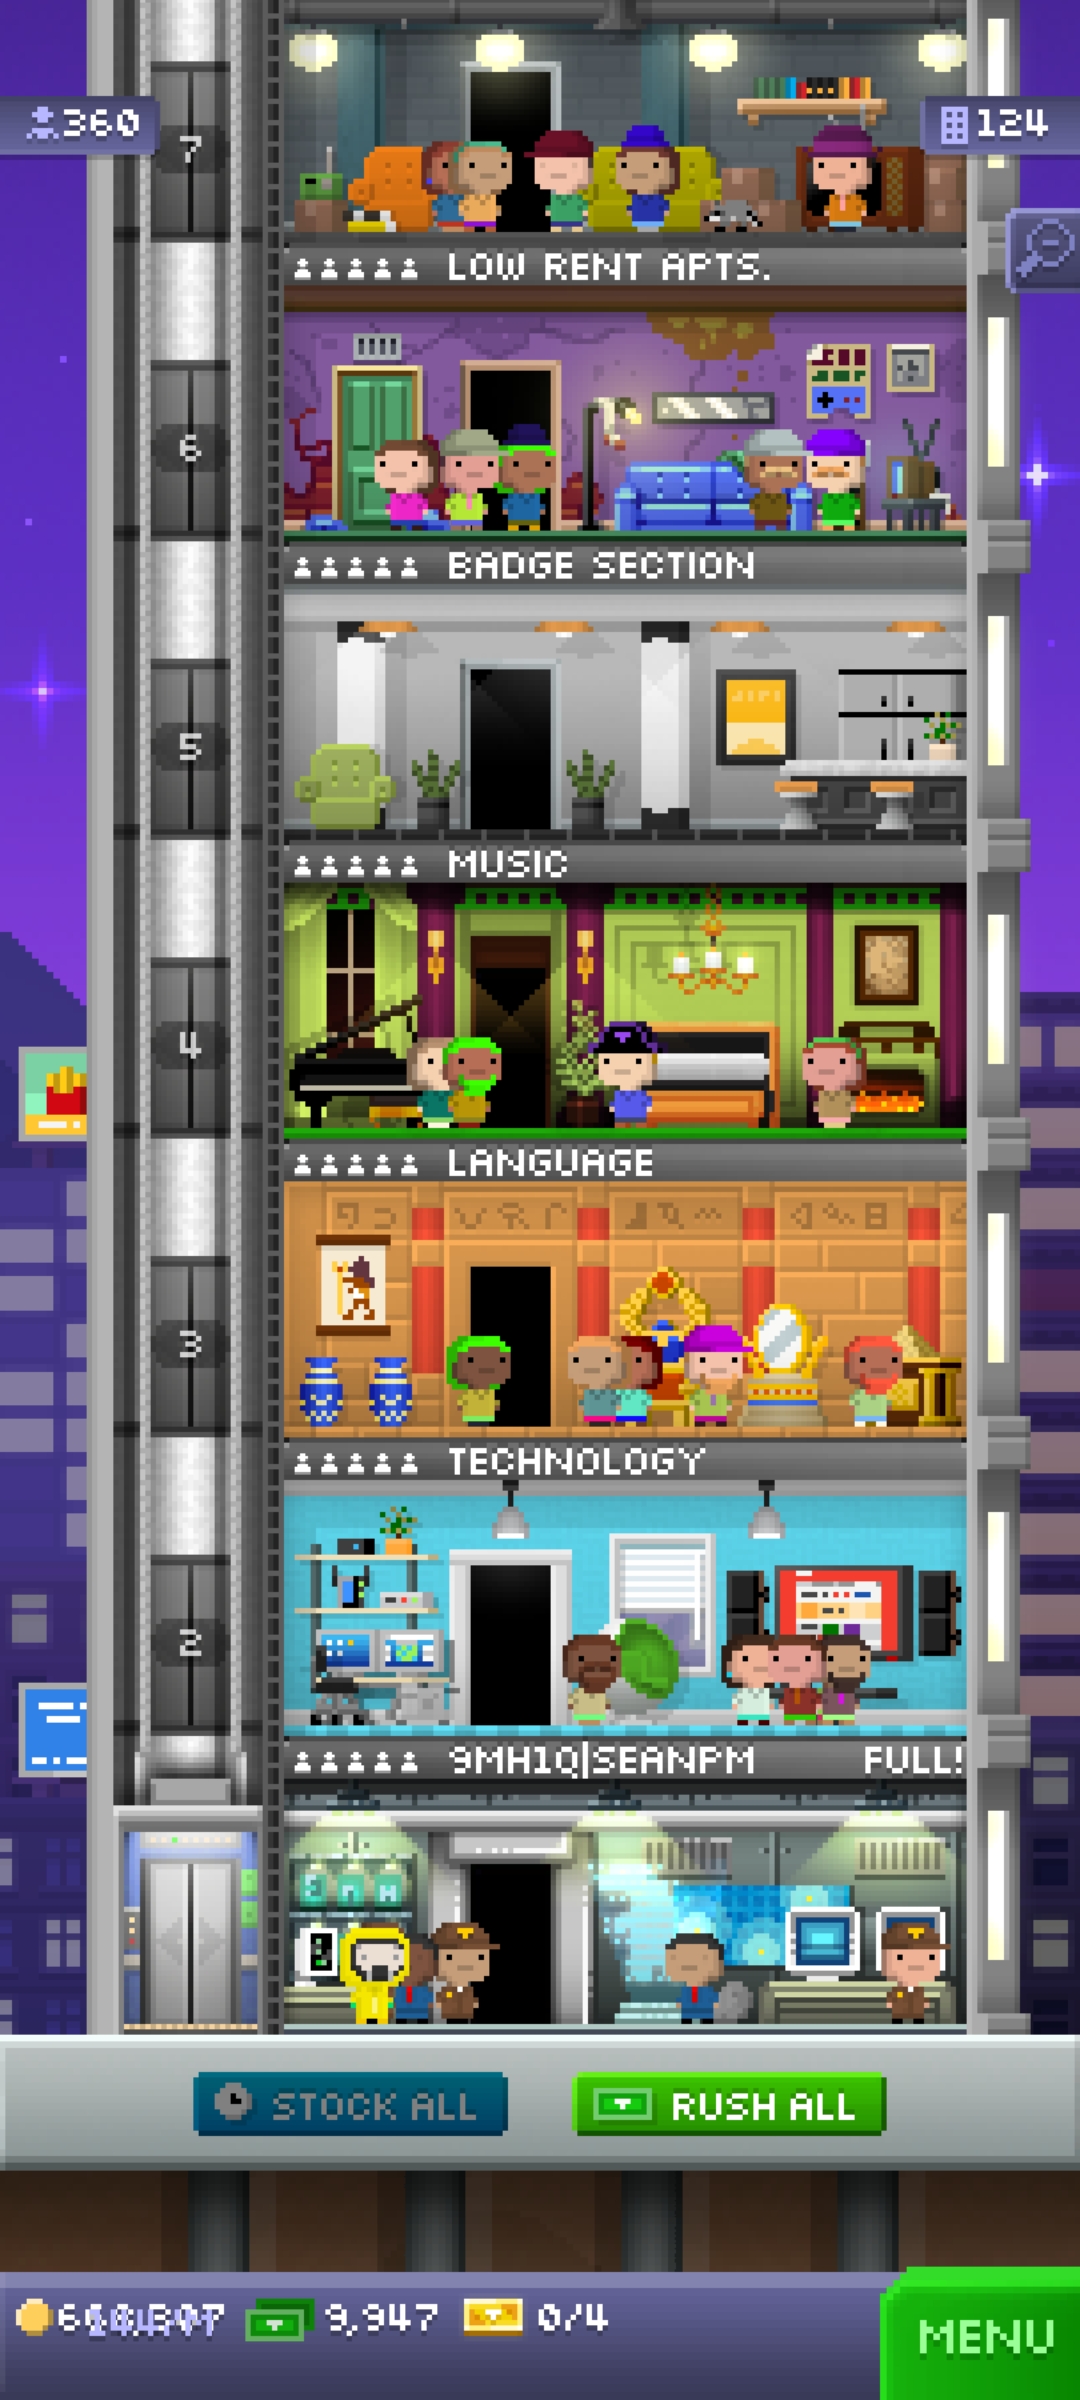 360
124
7
LOW RENT APTS.
6
BADGE SECTION
5
MUSIC
4
LANGUAGE
3
TECHNOLOGY
2
9MH1Q|SEANPM FULL!
STOCK ALL
RUSH ALL
9,947
0/4
MENU